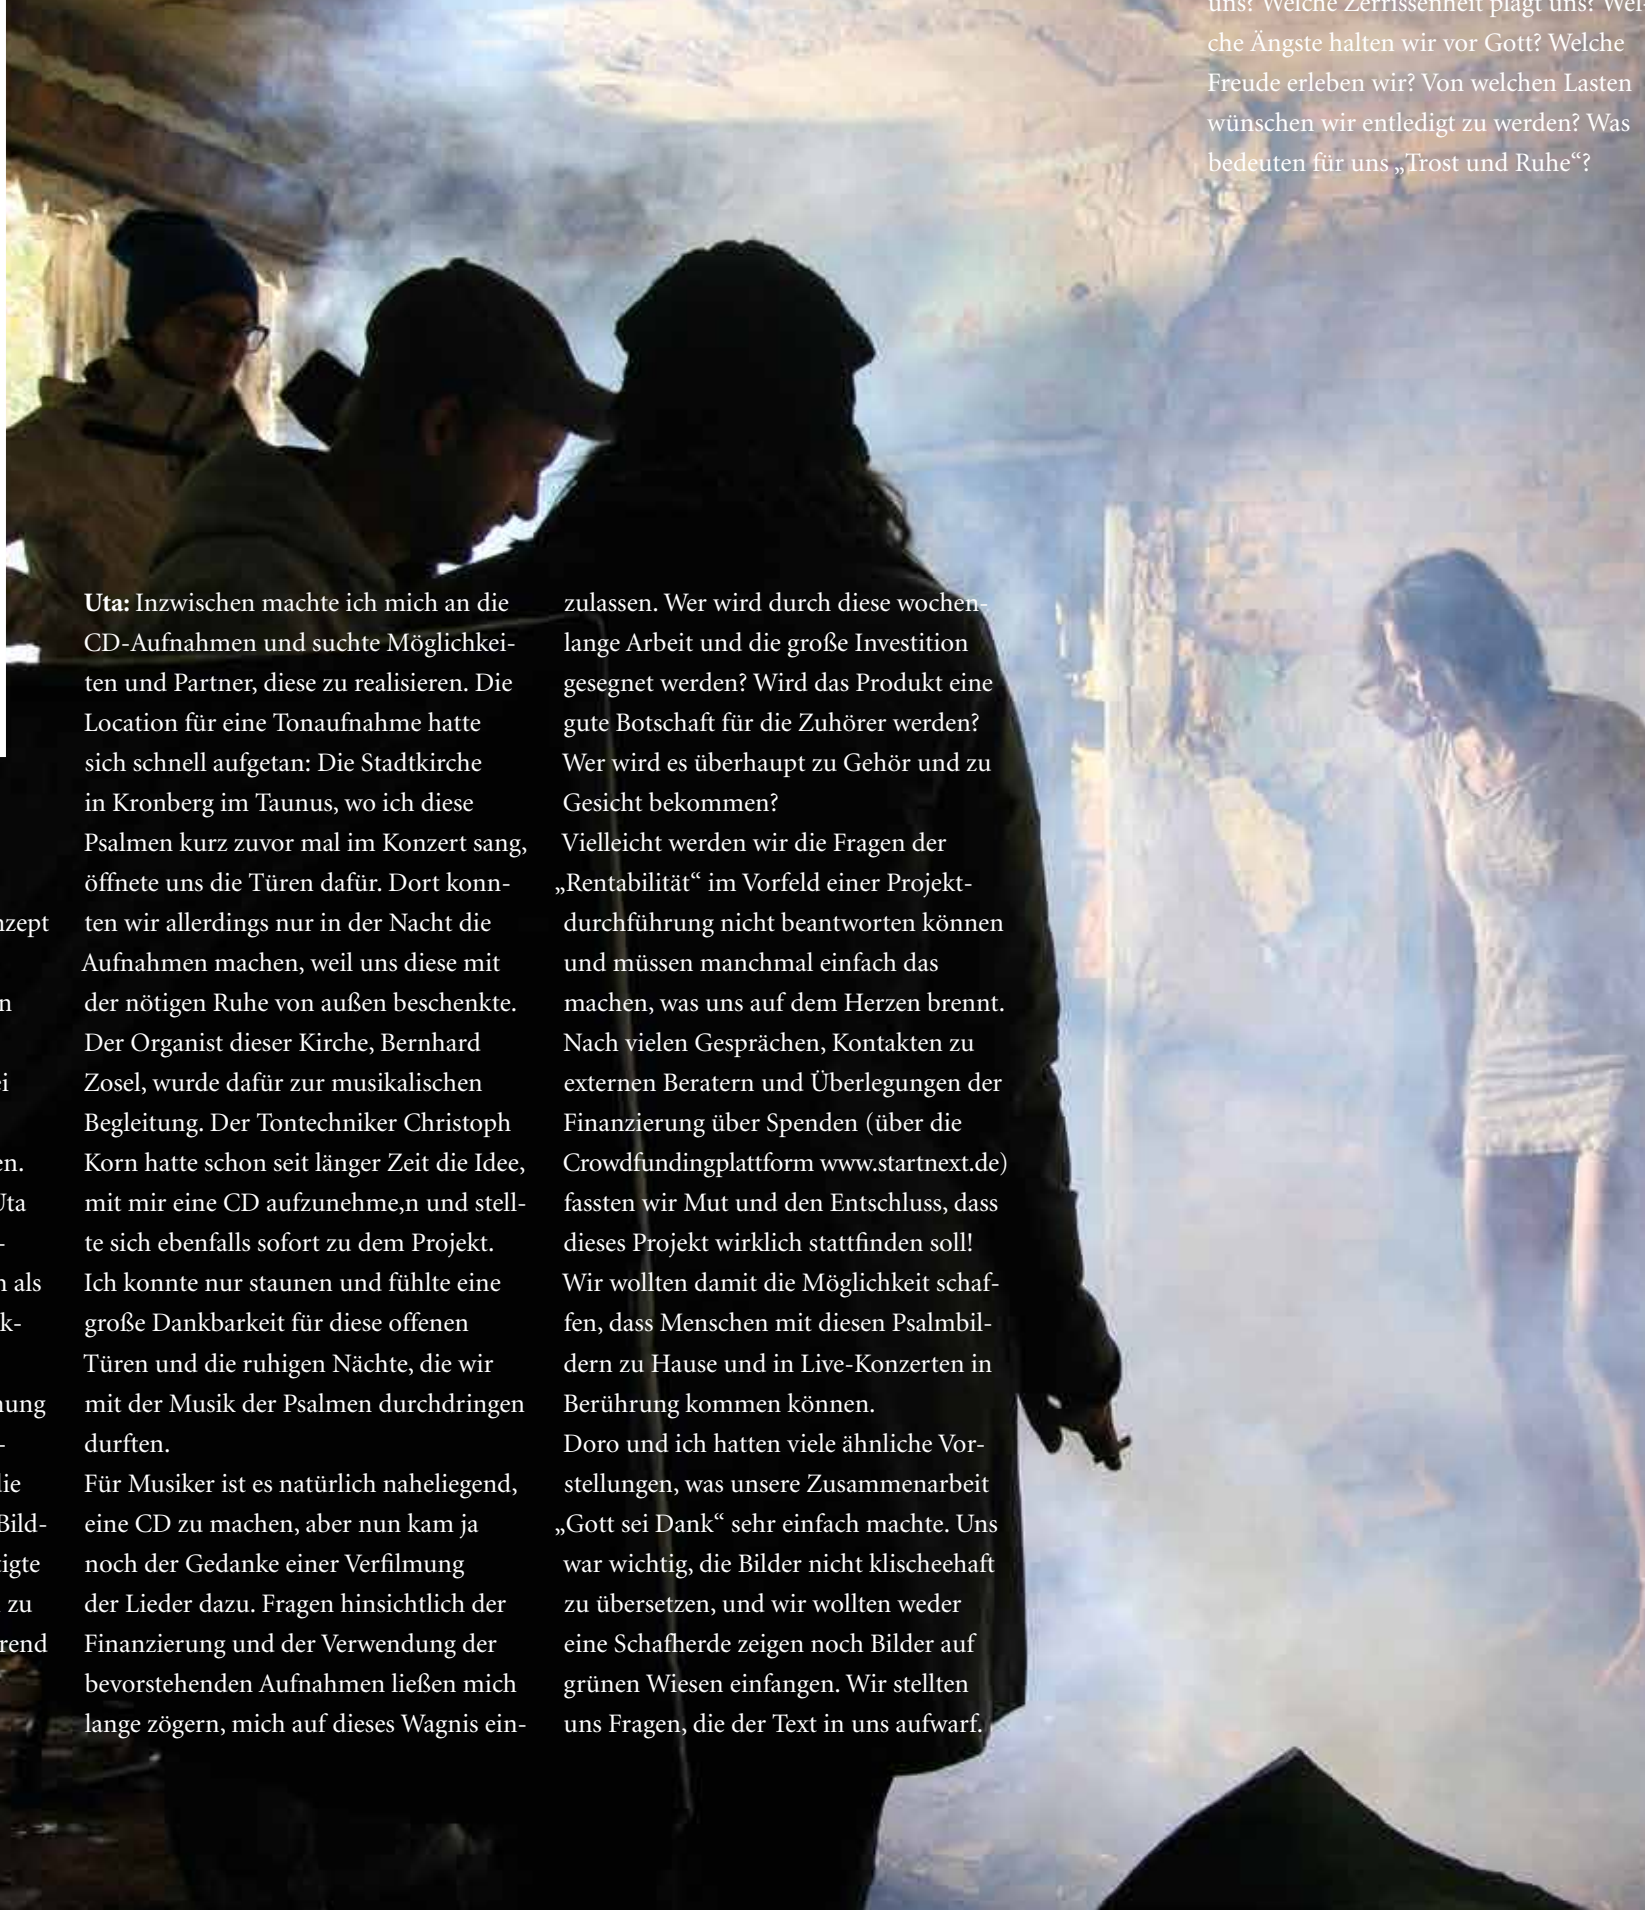 nzept
n
ei
en.
Uta
-
n als
k-
nung
-
lie
Bild-
tigte
zu
rend
Uta: Inzwischen machte ich mich an die
CD-Aufnahmen und suchte Möglichkei-
ten und Partner, diese zu realisieren. Die
Location für eine Tonaufnahme hatte
sich schnell aufgetan: Die Stadtkirche
in Kronberg im Taunus, wo ich diese
Psalmen kurz zuvor mal im Konzert sang,
öffnete uns die Türen dafür. Dort konn-
ten wir allerdings nur in der Nacht die
Aufnahmen machen, weil uns diese mit
der nötigen Ruhe von außen beschenkte.
Der Organist dieser Kirche, Bernhard
Zosel, wurde dafür zur musikalischen
Begleitung. Der Tontechniker Christoph
Korn hatte schon seit länger Zeit die Idee,
mit mir eine CD aufzunehme,n und stell-
te sich ebenfalls sofort zu dem Projekt.
Ich konnte nur staunen und fühlte eine
große Dankbarkeit für diese offenen
Türen und die ruhigen Nächte, die wir
mit der Musik der Psalmen durchdringen
durften.
Für Musiker ist es natürlich naheliegend,
eine CD zu machen, aber nun kam ja
noch der Gedanke einer Verfilmung
der Lieder dazu. Fragen hinsichtlich der
Finanzierung und der Verwendung der
bevorstehenden Aufnahmen ließen mich
lange zögern, mich auf dieses Wagnis ein-
zulassen. Wer wird durch diese wochen-
lange Arbeit und die große Investition
gesegnet werden? Wird das Produkt eine
gute Botschaft für die Zuhörer werden?
Wer wird es überhaupt zu Gehör und zu
Gesicht bekommen?
Vielleicht werden wir die Fragen der
„Rentabilität“ im Vorfeld einer Projekt-
durchführung nicht beantworten können
und müssen manchmal einfach das
machen, was uns auf dem Herzen brennt.
Nach vielen Gesprächen, Kontakten zu
externen Beratern und Überlegungen der
Finanzierung über Spenden (über die
Crowdfundingplattform www.startnext.de)
fassten wir Mut und den Entschluss, dass
dieses Projekt wirklich stattfinden soll!
Wir wollten damit die Möglichkeit schaf-
fen, dass Menschen mit diesen Psalmbil-
dern zu Hause und in Live-Konzerten in
Berührung kommen können.
Doro und ich hatten viele ähnliche Vor-
stellungen, was unsere Zusammenarbeit
„Gott sei Dank“ sehr einfach machte. Uns
war wichtig, die Bilder nicht klischeehaft
zu übersetzen, und wir wollten weder
eine Schafherde zeigen noch Bilder auf
grünen Wiesen einfangen. Wir stellten
uns Fragen, die der Text in uns aufwarf.
uns? Welche Zerrissenheit plagt uns? Wel-
che Ängste halten wir vor Gott? Welche
Freude erleben wir? Von welchen Lasten
wünschen wir entledigt zu werden? Was
bedeuten für uns „Trost und Ruhe“?